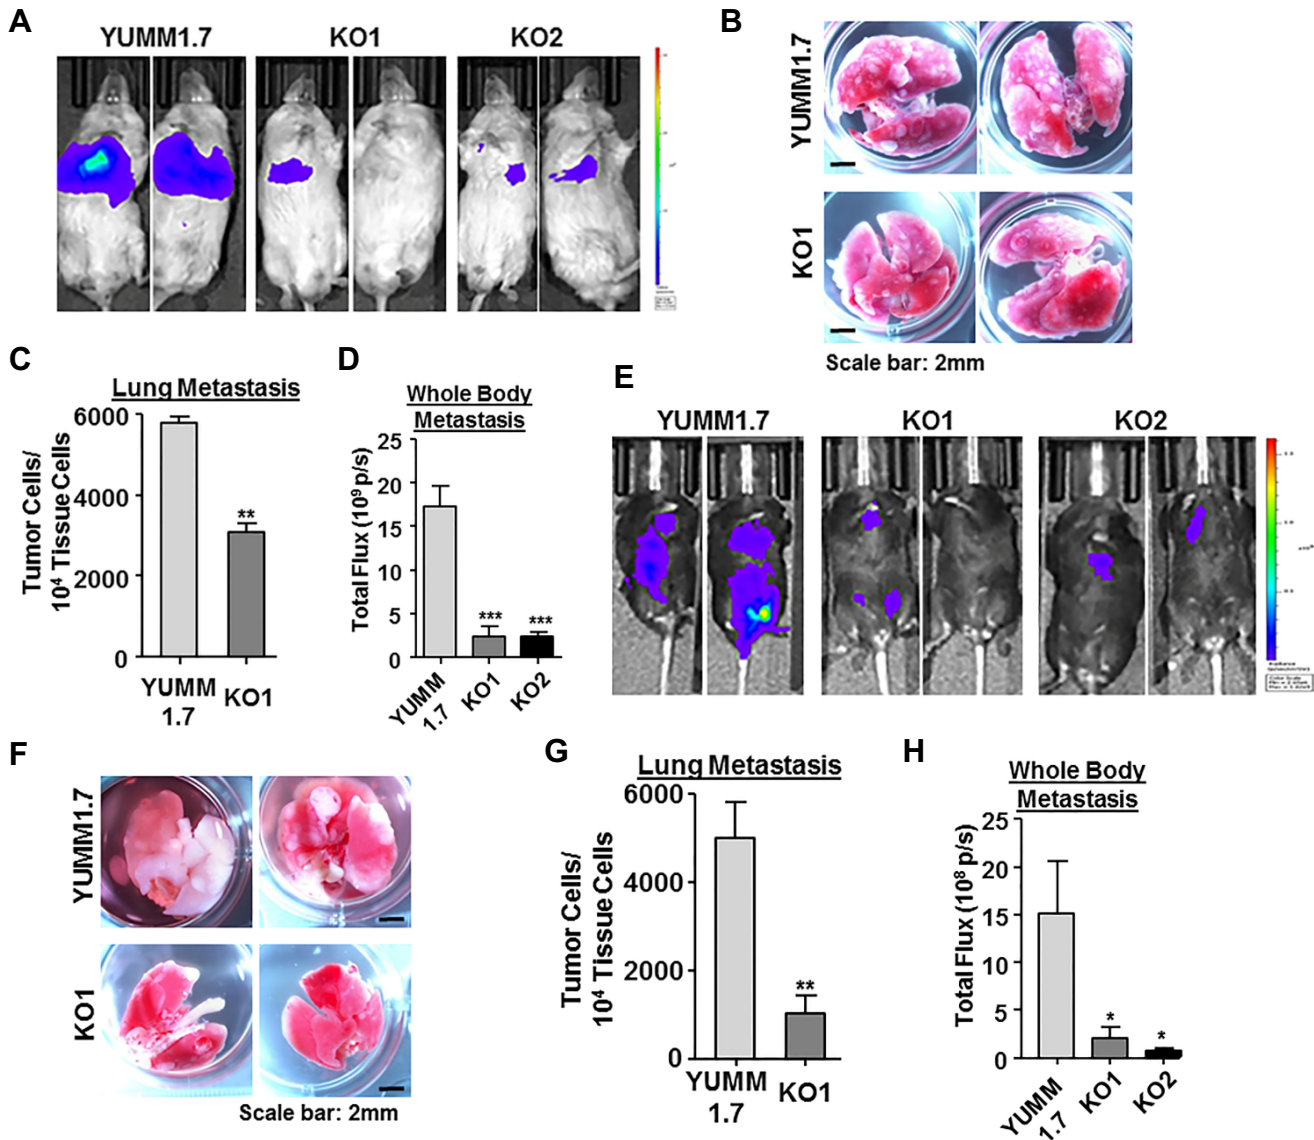 A
YUMM1.7
KO1
KO2
B
YUMM1.7
KO1
Scale bar: 2mm
C
Lung Metastasis
Tumor Cells/
10⁴ Tissue Cells
6000
4000
2000
0
**
YUMM
1.7
KO1
D
Whole Body
Metastasis
Total Flux (10⁹ p/s)
25
20
15
10
5
0
***
***
YUMM
1.7
KO1
KO2
E
YUMM1.7
KO1
KO2
F
YUMM1.7
KO1
Scale bar: 2mm
G
Lung Metastasis
Tumor Cells/
10⁴ Tissue Cells
6000
4000
2000
0
**
YUMM
1.7
KO1
H
Whole Body
Metastasis
Total Flux (10⁸ p/s)
25
20
15
10
5
0
*
*
YUMM
1.7
KO1
KO2